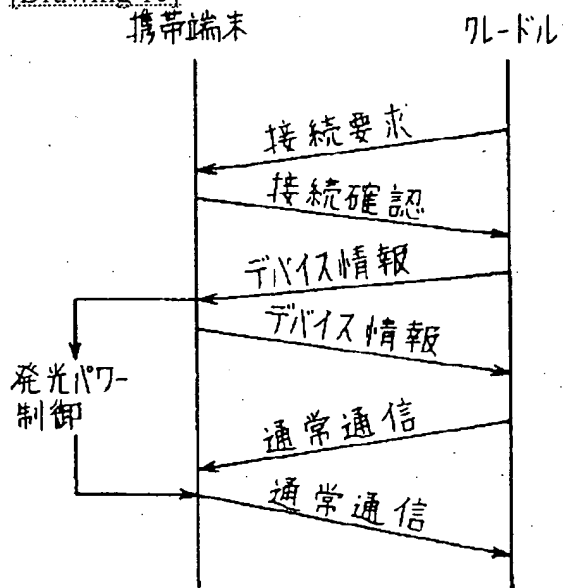 携帯端末
クレードル
接続要求
接続確認
デバイス情報
デバイス情報
発光パワー
制御
通常通信
通常通信